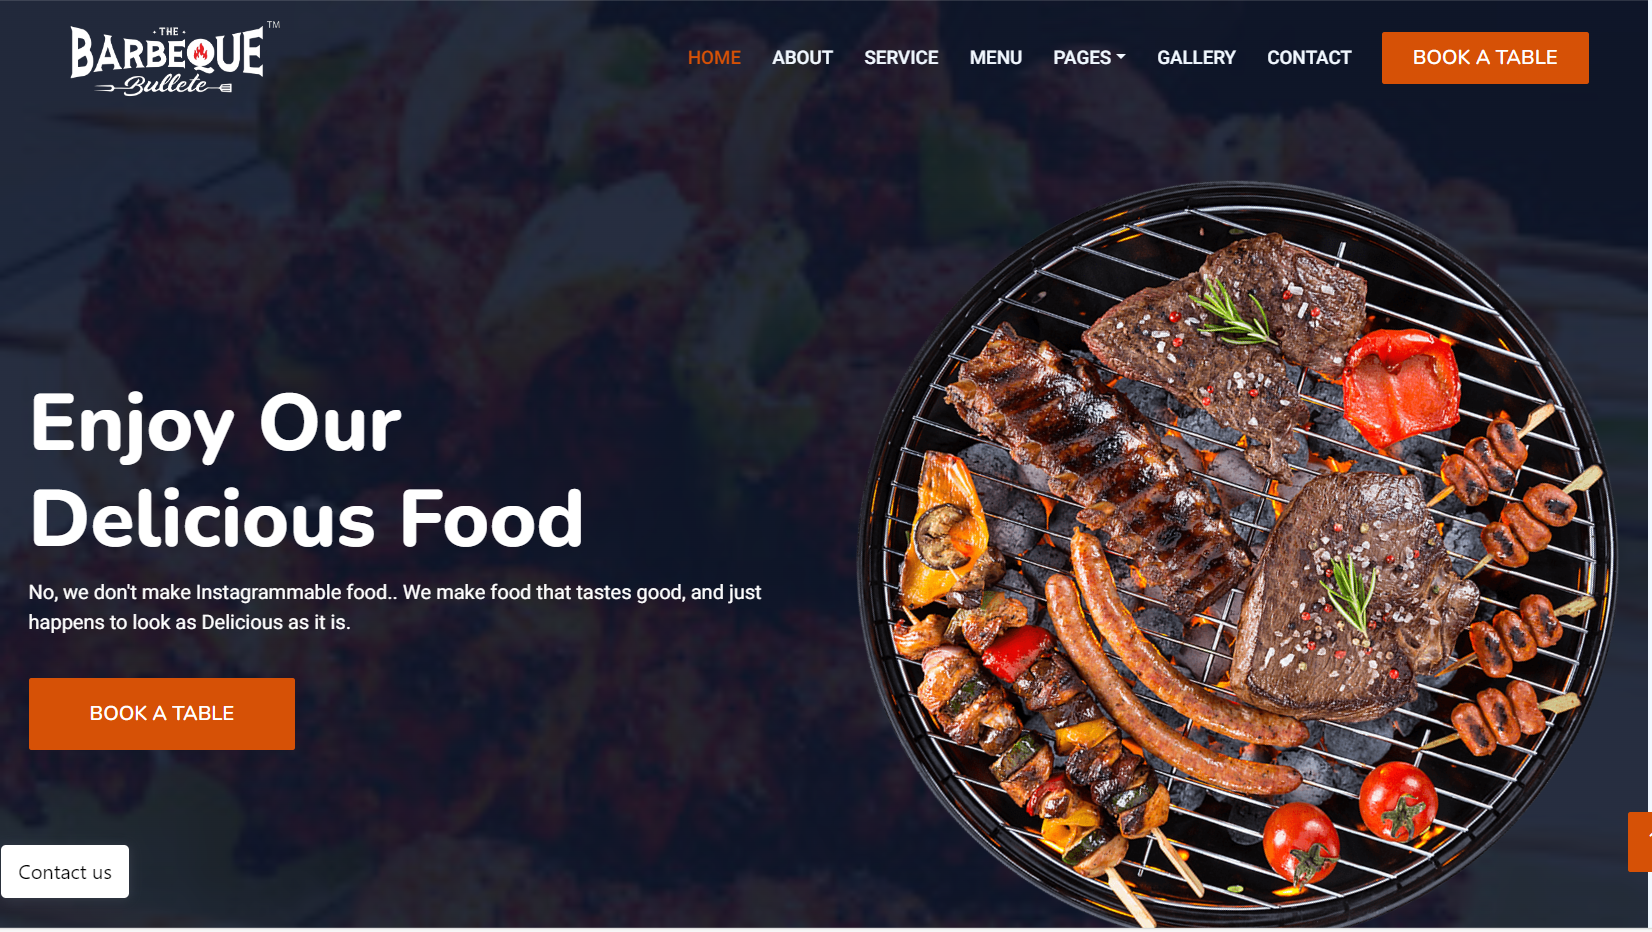 THE
BARBEQUE
Bullete
TM
HOME ABOUT SERVICE MENU PAGES GALLERY CONTACT BOOK A TABLE
Enjoy Our
Delicious Food
No, we don't make Instagrammable food.. We make food that tastes good, and just
happens to look as Delicious as it is.
BOOK A TABLE
Contact us